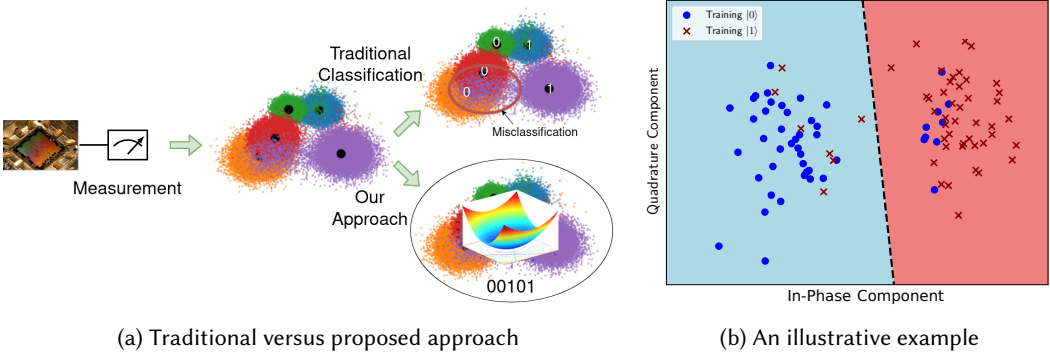 Measurement
Traditional
Classification
0
1
0
0
1
Misclassification
Our
Approach
00101
(a) Traditional versus proposed approach
Training |0⟩
Training |1⟩
Quadrature Component
In-Phase Component
(b) An illustrative example